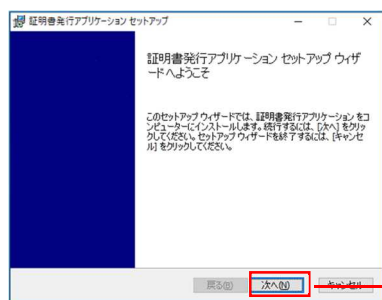 証明書発行アプリケーション セットアップ
証明書発行アプリケーション セットアップ ウィザ
ードへようこそ
このセットアップ ウィザードでは、証明書発行アプリケーション をコ
ンピューターにインストールします。続行するには、[次へ] をクリッ
クしてください。セットアップ ウィザードを終了するには、[キャンセ
ル] をクリックしてください。
戻る(B) 次へ(N) キャンセル